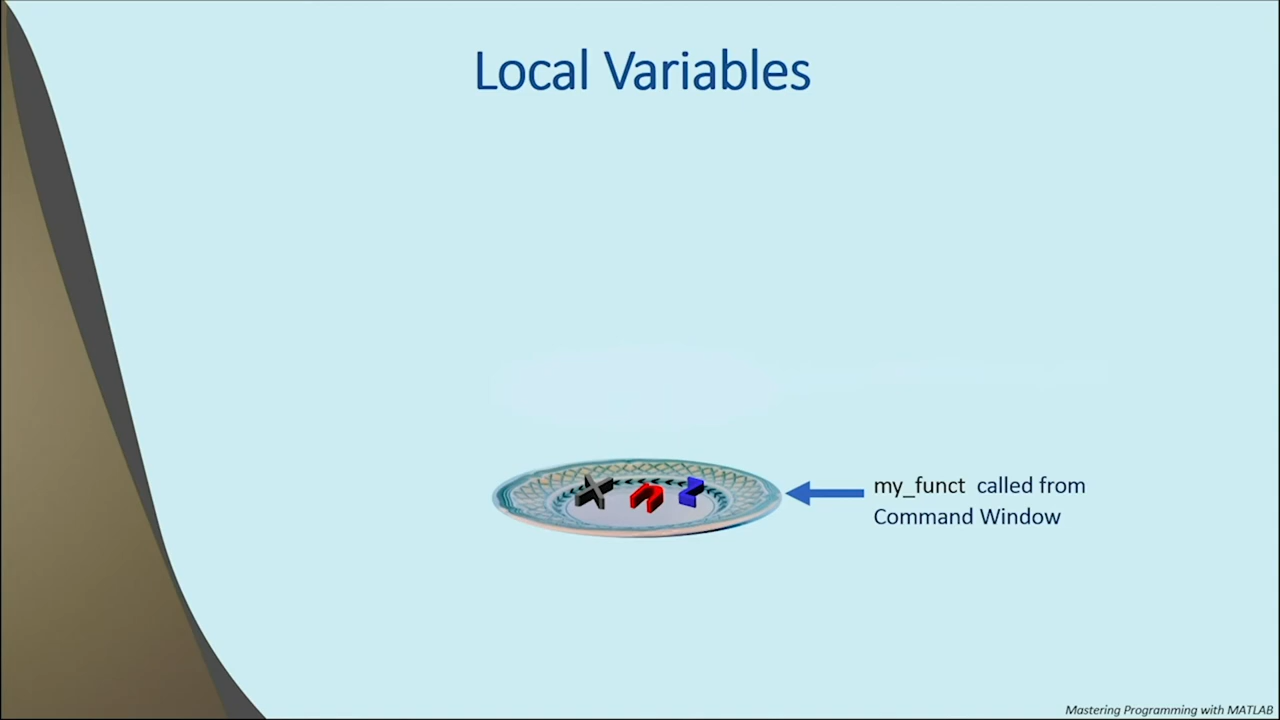 Local Variables
x n z
my_funct called from
Command Window
Mastering Programming with MATLAB